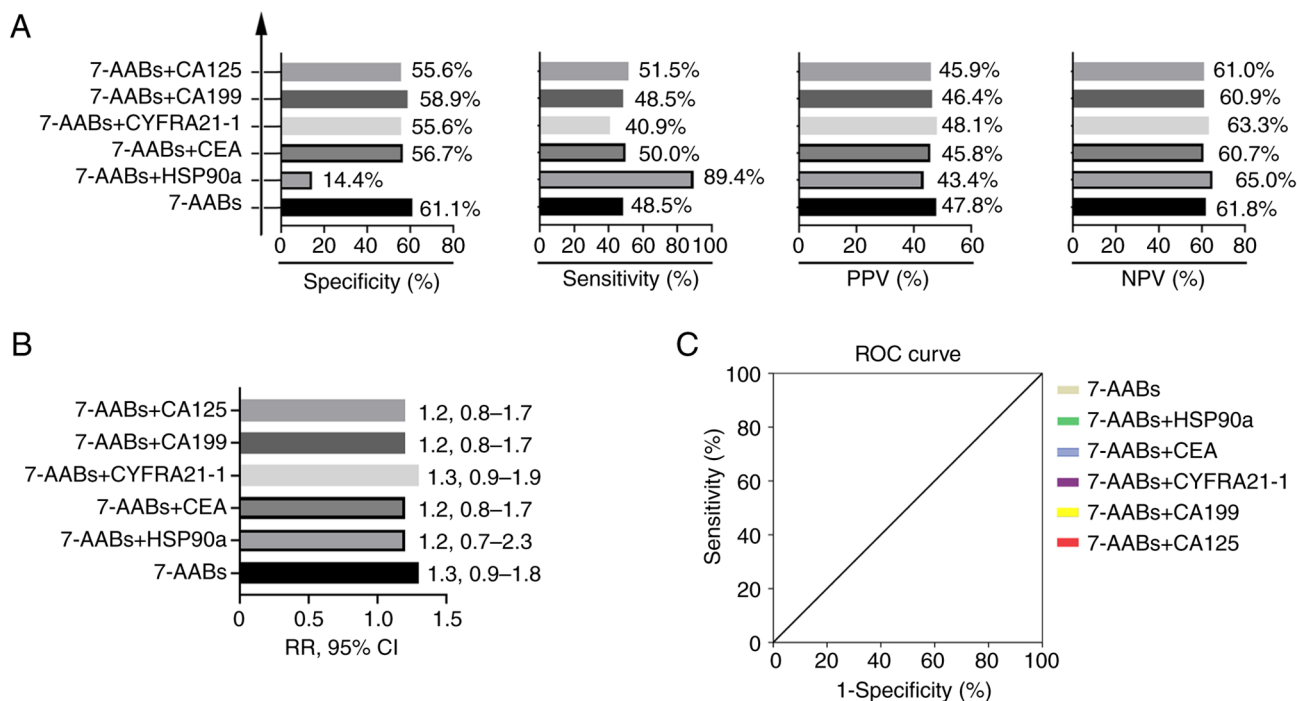 A
7-AABs+CA125
7-AABs+CA199
7-AABs+CYFRA21-1
7-AABs+CEA
7-AABs+HSP90a
7-AABs
55.6%
58.9%
55.6%
56.7%
14.4%
61.1%
0 20 40 60 80
Specificity (%)
51.5%
48.5%
40.9%
50.0%
89.4%
48.5%
0 20 40 60 80 100
Sensitivity (%)
45.9%
46.4%
48.1%
45.8%
43.4%
47.8%
0 20 40 60
PPV (%)
61.0%
60.9%
63.3%
60.7%
65.0%
61.8%
0 20 40 60 80
NPV (%)
B
7-AABs+CA125 1.2, 0.8–1.7
7-AABs+CA199 1.2, 0.8–1.7
7-AABs+CYFRA21-1 1.3, 0.9–1.9
7-AABs+CEA 1.2, 0.8–1.7
7-AABs+HSP90a 1.2, 0.7–2.3
7-AABs 1.3, 0.9–1.8
0 0.5 1.0 1.5
RR, 95% CI
C
ROC curve
Sensitivity (%)
100
80
60
40
20
0
0 20 40 60 80 100
1-Specificity (%)
7-AABs
7-AABs+HSP90a
7-AABs+CEA
7-AABs+CYFRA21-1
7-AABs+CA199
7-AABs+CA125